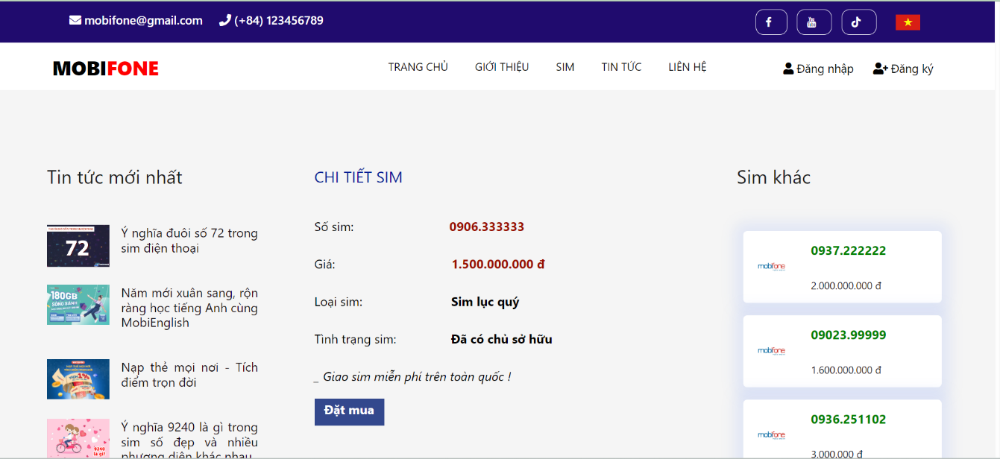 mobifone@gmail.com (+84) 123456789
MOBIFONE
TRANG CHỦ GIỚI THIỆU SIM TIN TỨC LIÊN HỆ
Đăng nhập Đăng ký
Tin tức mới nhất
72
Ý nghĩa đuôi số 72 trong
sim điện thoại
180GB
Năm mới xuân sang, rộn
ràng học tiếng Anh cùng
MobiEnglish
Nạp thẻ mọi nơi - Tích
điểm trọn đời
9240
là gì?
Ý nghĩa 9240 là gì trong
sim số đẹp và nhiều
phương diện khác nhau
CHI TIẾT SIM
Số sim: 0906.333333
Giá: 1.500.000.000 đ
Loại sim: Sim lục quý
Tình trạng sim: Đã có chủ sở hữu
_ Giao sim miễn phí trên toàn quốc !
Đặt mua
Sim khác
mobifone
0937.222222
2.000.000.000 đ
mobifone
09023.99999
1.600.000.000 đ
mobifone
0936.251102
3.000.000 đ